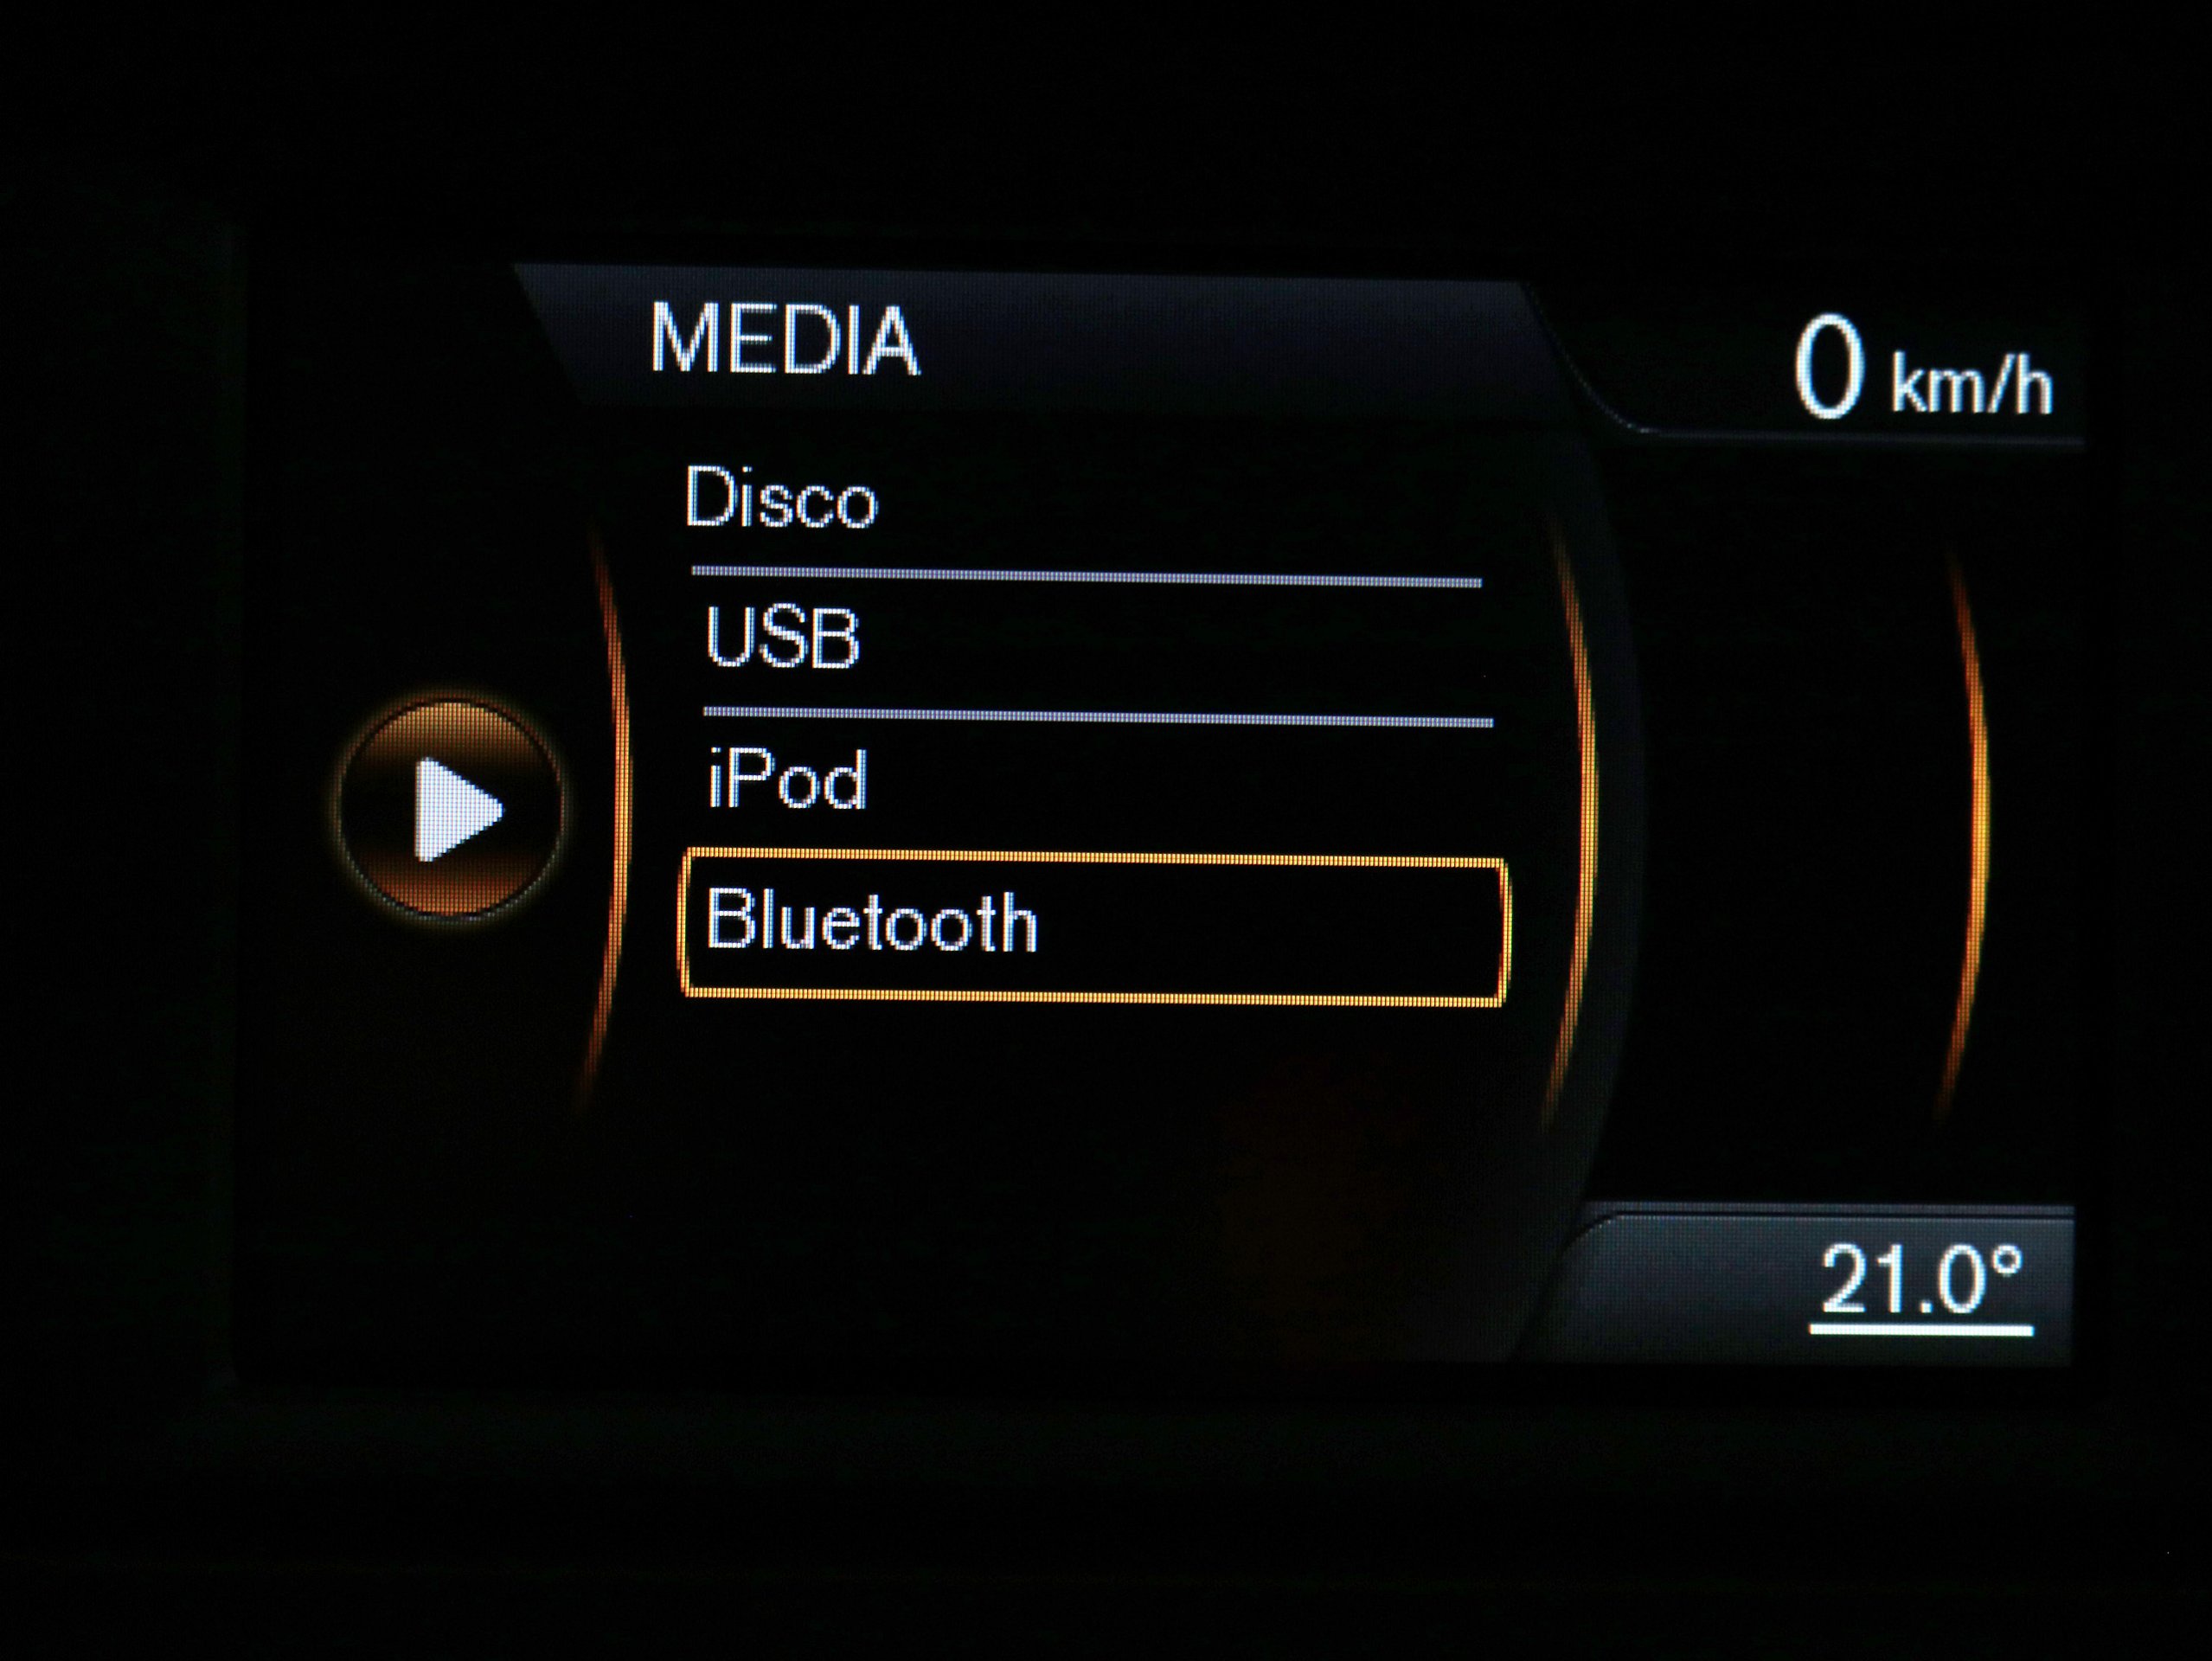 MEDIA
0 km/h
Disco
USB
iPod
Bluetooth
21.0°